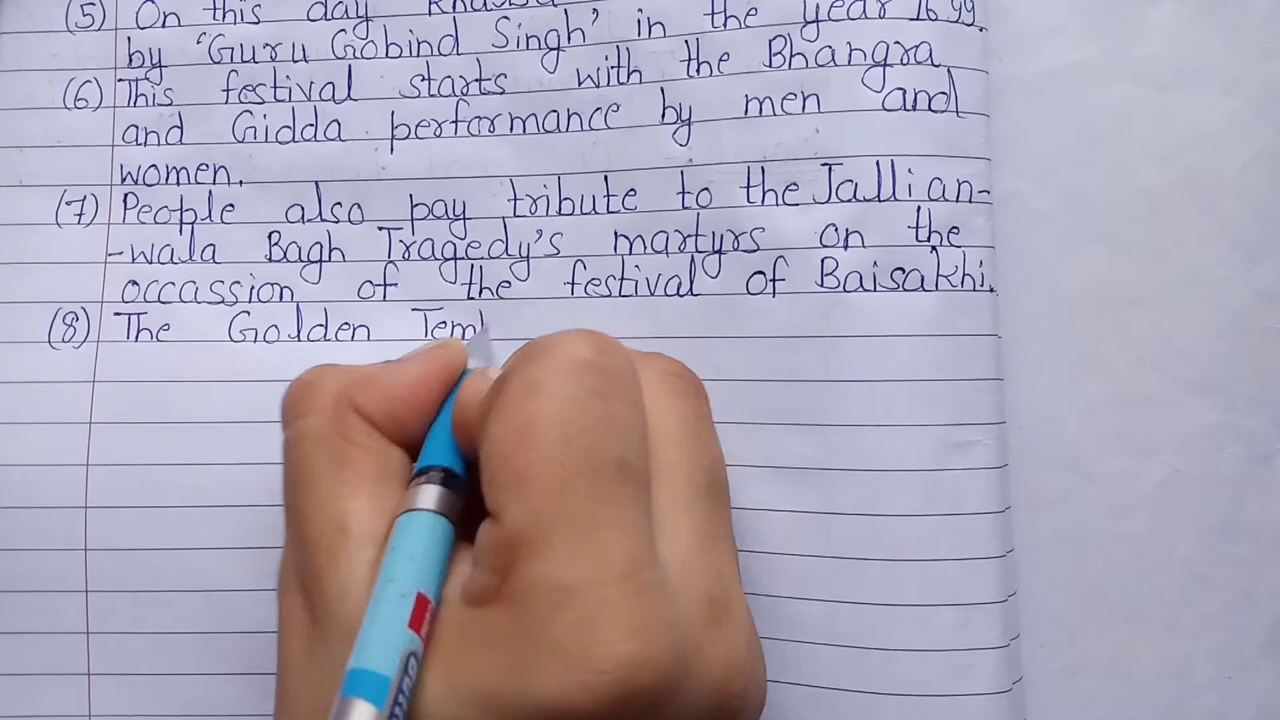 (5) On this day
by 'Guru Gobind Singh' in the year 1699.
(6) This festival starts with the Bhangra
and Gidda performance by men and
women.
(7) People also pay tribute to the Jallian-
-wala Bagh Tragedy's martyrs on the
occassion of the festival of Baisakhi.
(8) The Golden